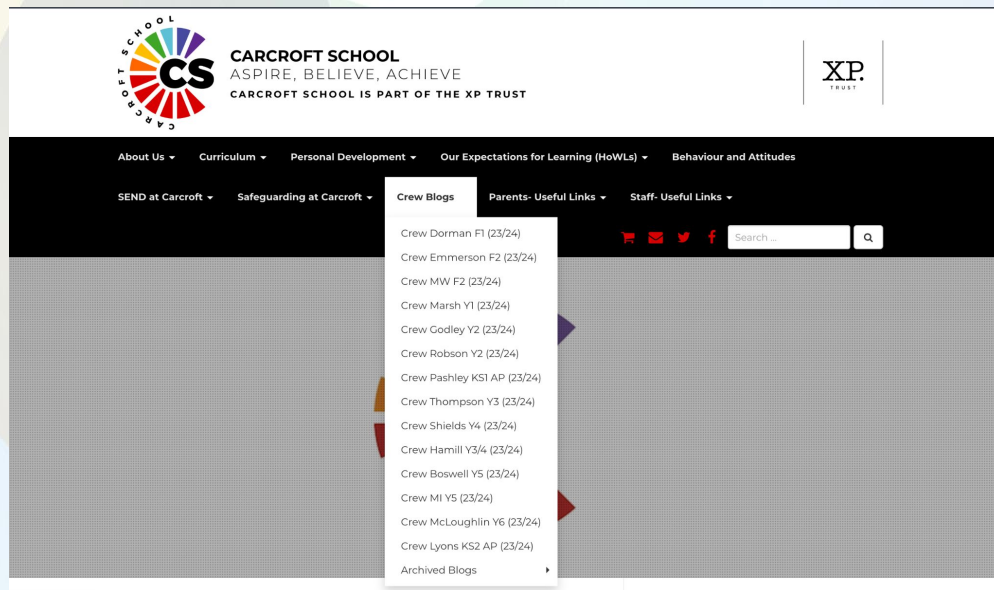 CARCROFT SCHOOL
CS
CARCROFT SCHOOL
ASPIRE, BELIEVE, ACHIEVE
CARCROFT SCHOOL IS PART OF THE XP TRUST
XP.
TRUST
About Us Curriculum Personal Development Our Expectations for Learning (HoWLs) Behaviour and Attitudes
SEND at Carcroft Safeguarding at Carcroft Crew Blogs Parents- Useful Links Staff- Useful Links
Search ...
Crew Dorman F1 (23/24)
Crew Emmerson F2 (23/24)
Crew MW F2 (23/24)
Crew Marsh Y1 (23/24)
Crew Godley Y2 (23/24)
Crew Robson Y2 (23/24)
Crew Pashley KS1 AP (23/24)
Crew Thompson Y3 (23/24)
Crew Shields Y4 (23/24)
Crew Hamill Y3/4 (23/24)
Crew Boswell Y5 (23/24)
Crew MI Y5 (23/24)
Crew McLoughlin Y6 (23/24)
Crew Lyons KS2 AP (23/24)
Archived Blogs